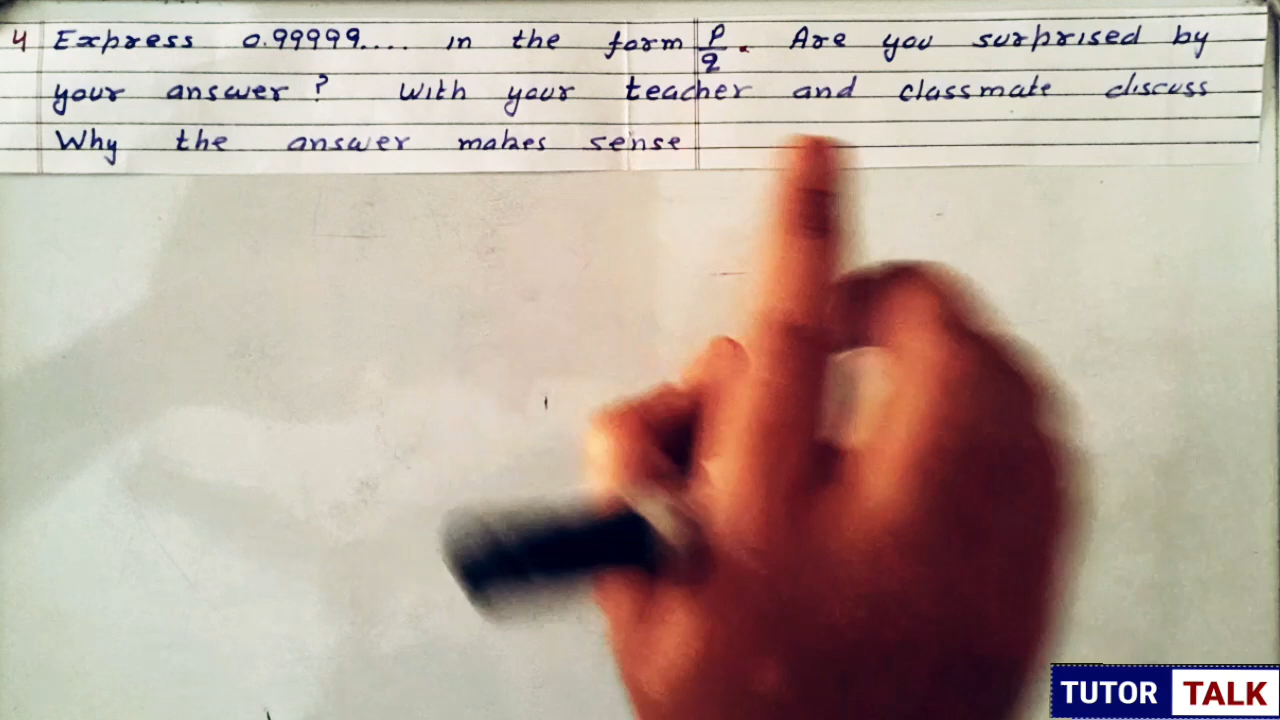 4 Express 0.99999.... in the form p/q. Are you surprised by
your answer? With your teacher and classmate discuss
Why the answer makes sense
TUTOR TALK